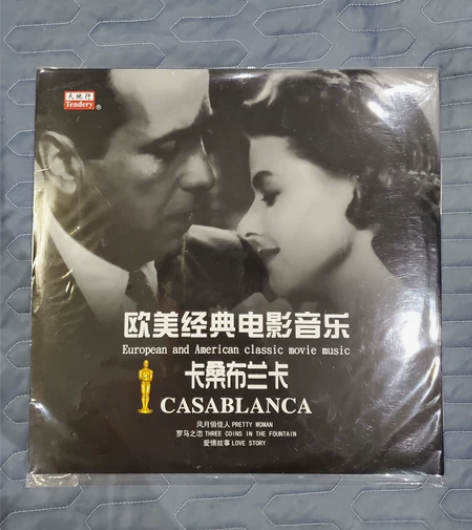 天地行
Tendery ®
欧美经典电影音乐
European and American classic movie music
卡桑布兰卡
CASABLANCA
风月俏佳人 PRETTY WOMAN
罗马之恋 THREE COINS IN THE FOUNTAIN
爱情故事 LOVE STORY